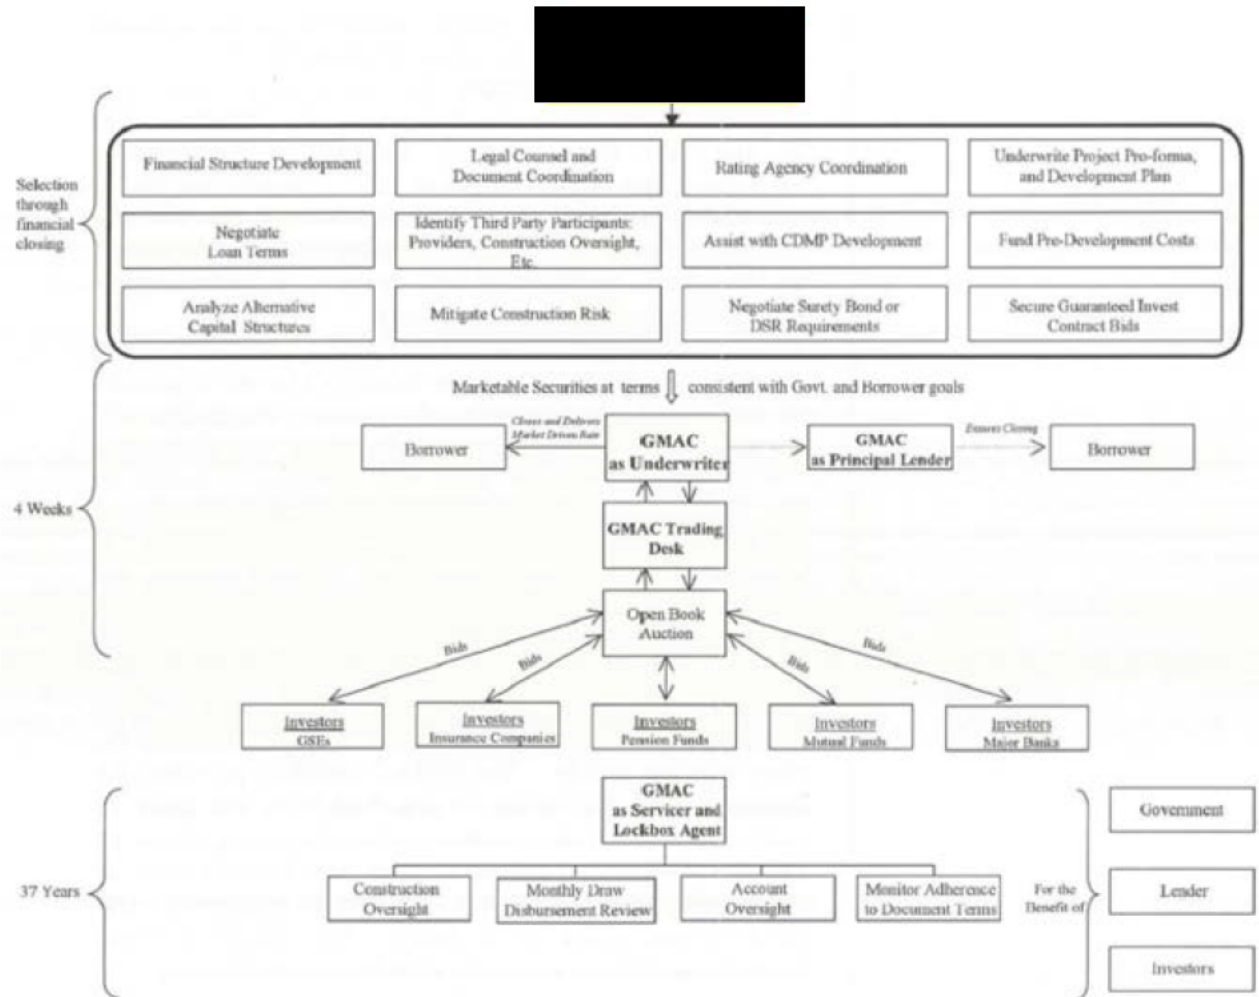 Selection
through
financial
closing
Financial Structure Development
Legal Counsel and
Document Coordination
Rating Agency Coordination
Underwrite Project Pro-forma,
and Development Plan
Negotiate
Loan Terms
Identify Third Party Participants:
Providers, Construction Oversight,
Etc.
Assist with CDMP Development
Fund Pre-Development Costs
Analyze Alternative
Capital Structures
Mitigate Construction Risk
Negotiate Surety Bond or
DSR Requirements
Secure Guaranteed Invest
Contract Bids
4 Weeks
Marketable Securities at terms consistent with Govt. and Borrower goals
Borrower
Closes and Delivers
Market Driven Rate
GMAC
as Underwriter
GMAC
as Principal Lender
Ensures Closing
Borrower
GMAC Trading
Desk
Open Book
Auction
Bids
Bids
Bids
Bids
Investors
GSEs
Investors
Insurance Companies
Investors
Pension Funds
Investors
Mutual Funds
Investors
Major Banks
37 Years
GMAC
as Servicer and
Lockbox Agent
Construction
Oversight
Monthly Draw
Disbursement Review
Account
Oversight
Monitor Adherence
to Document Terms
For the
Benefit of
Government
Lender
Investors